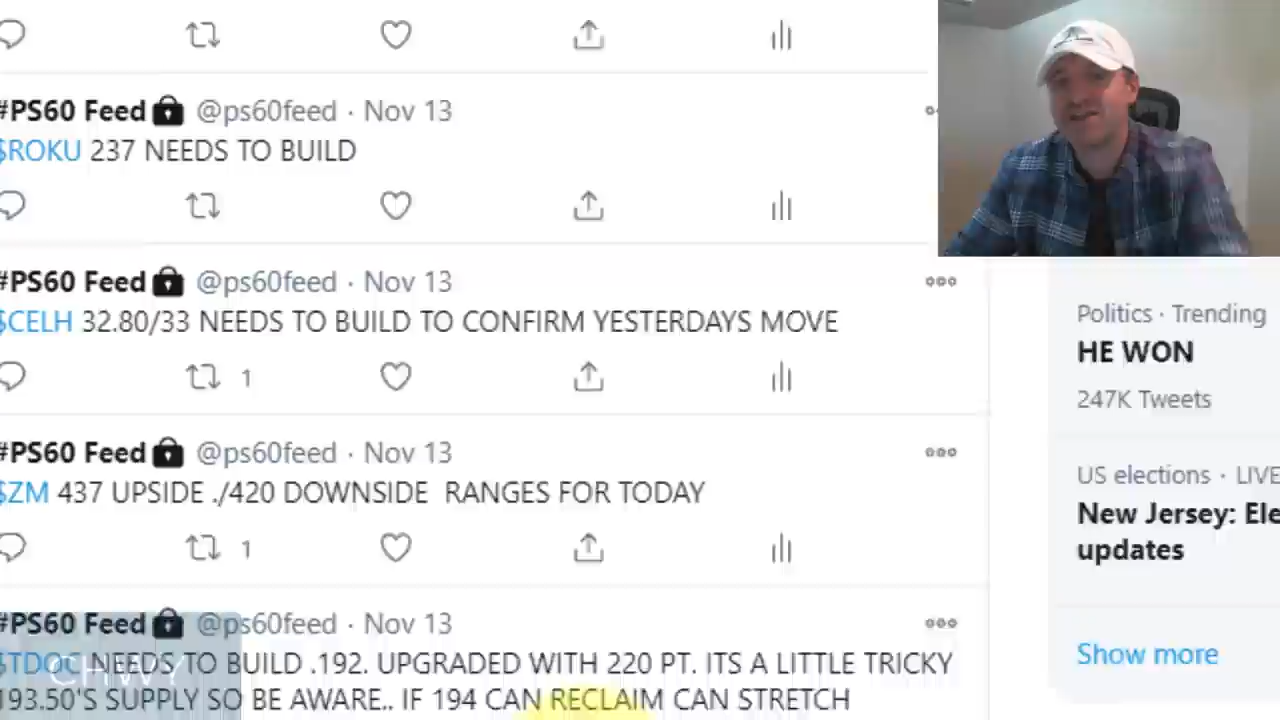 #PS60 Feed @ps60feed · Nov 13
$ROKU 237 NEEDS TO BUILD
#PS60 Feed @ps60feed · Nov 13
$CELH 32.80/33 NEEDS TO BUILD TO CONFIRM YESTERDAYS MOVE
1
#PS60 Feed @ps60feed · Nov 13
$ZM 437 UPSIDE ./420 DOWNSIDE RANGES FOR TODAY
1
#PS60 Feed @ps60feed · Nov 13
$TDOC NEEDS TO BUILD .192. UPGRADED WITH 220 PT. ITS A LITTLE TRICKY
193.50'S SUPPLY SO BE AWARE.. IF 194 CAN RECLAIM CAN STRETCH
CHWY
Politics · Trending
HE WON
247K Tweets
US elections · LIVE
New Jersey: Ele
updates
Show more